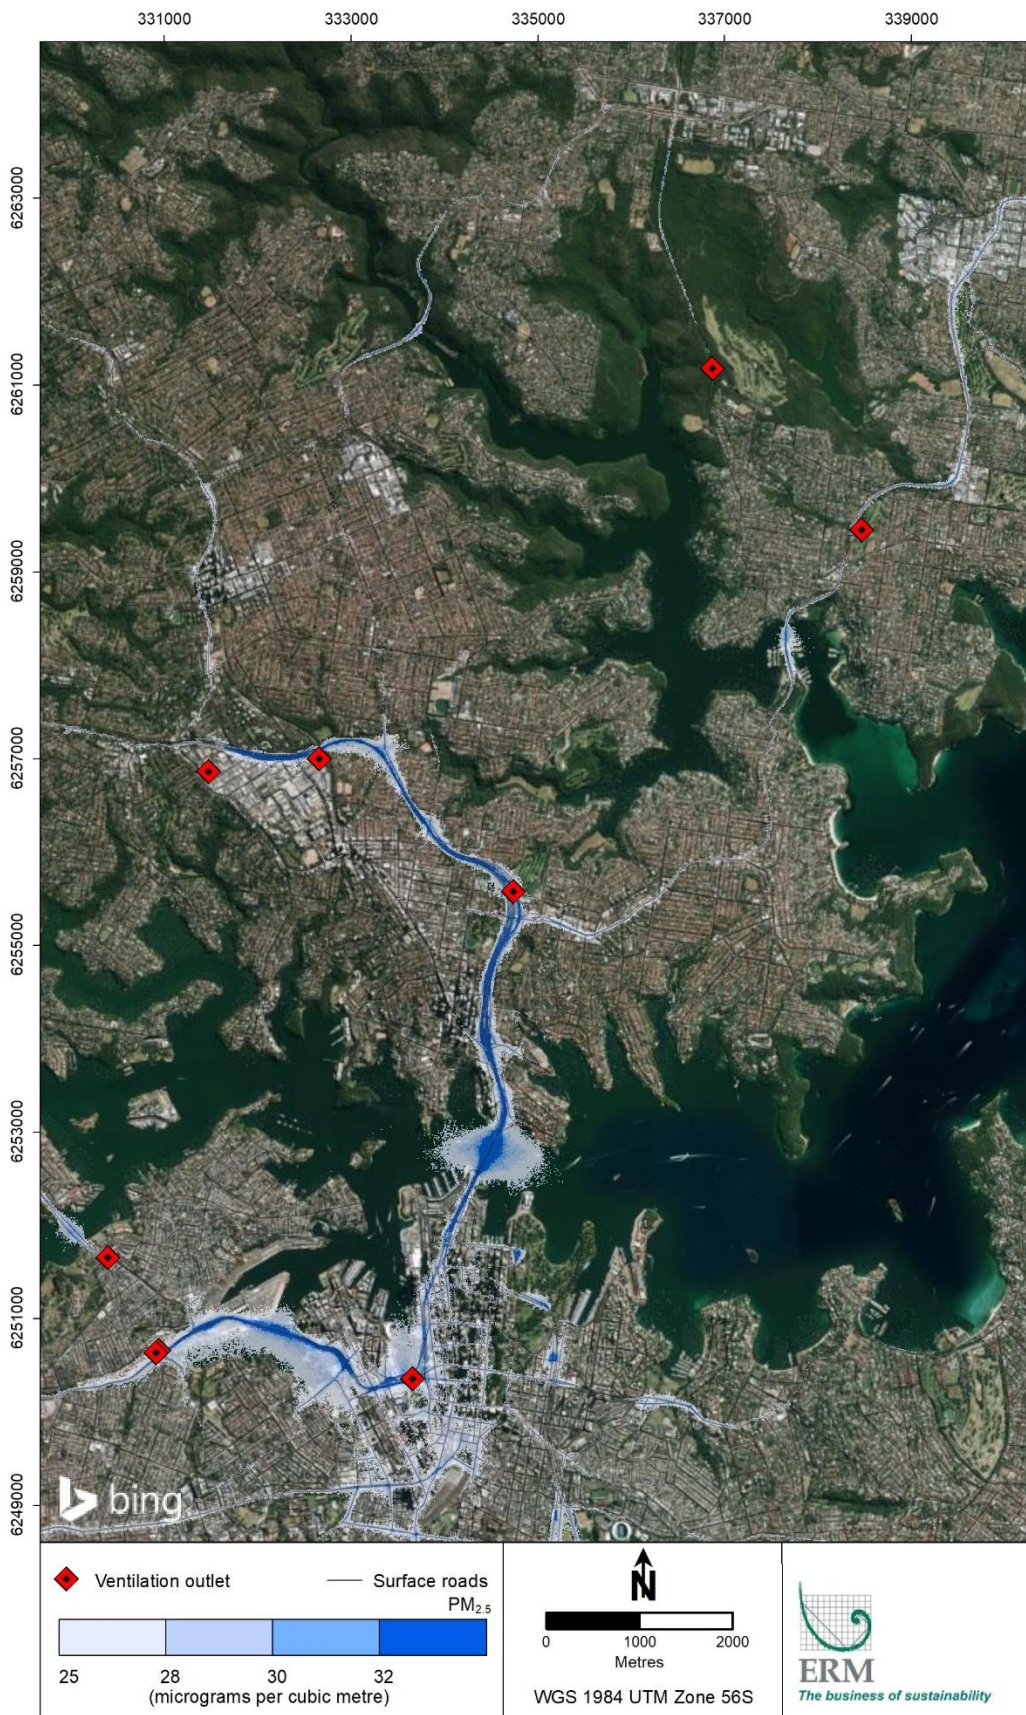 331000 333000 335000 337000 339000
6263000
6261000
6259000
6257000
6255000
6253000
6251000
6249000
bing
Ventilation outlet
Surface roads
PM2.5
25 28 30 32
(micrograms per cubic metre)
N
0 1000 2000
Metres
WGS 1984 UTM Zone 56S
ERM
The business of sustainability